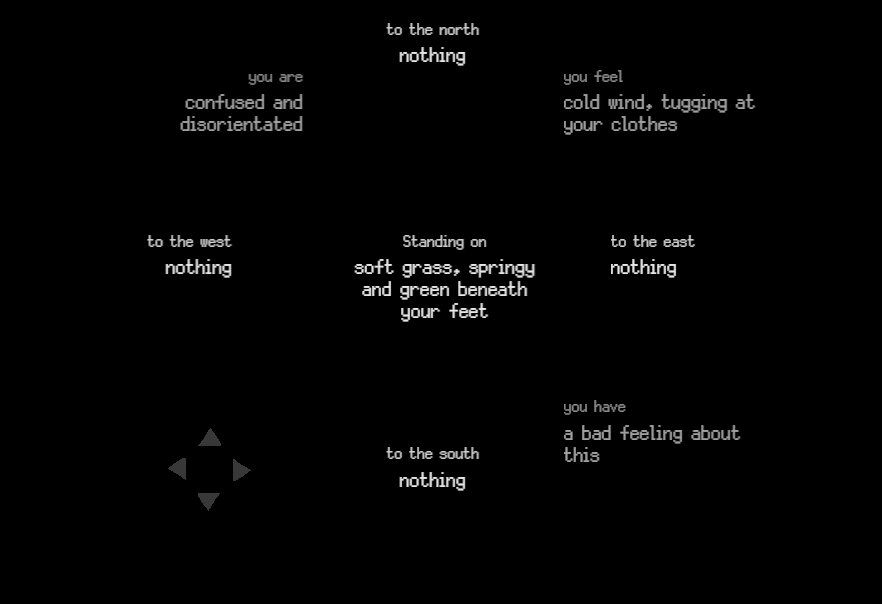 to the north
nothing
you are
confused and
disorientated
you feel
cold wind, tugging at
your clothes
to the west
nothing
Standing on
soft grass, springy
and green beneath
your feet
to the east
nothing
you have
a bad feeling about
this
to the south
nothing